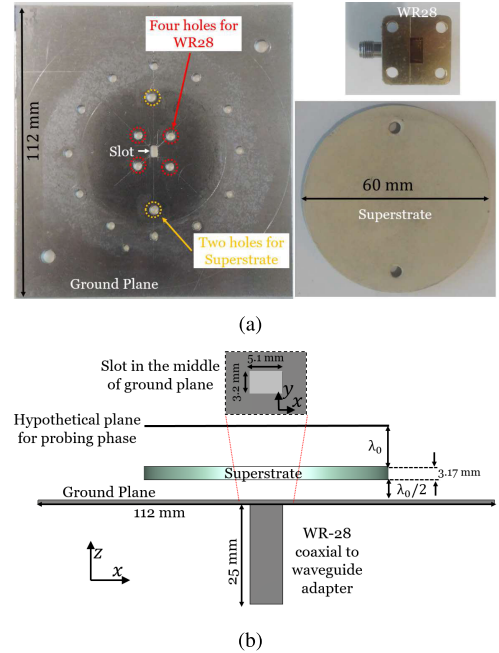 Four holes for
WR28
WR28
112 mm
Slot
60 mm
Superstrate
Two holes for
Superstrate
Ground Plane
(a)
Slot in the middle
of ground plane
5.1 mm
3.2 mm
y
x
Hypothetical plane
for probing phase
λ₀
Superstrate
3.17 mm
Ground Plane
λ₀/2
112 mm
25 mm
WR-28
coaxial to
waveguide
adapter
z
x
(b)